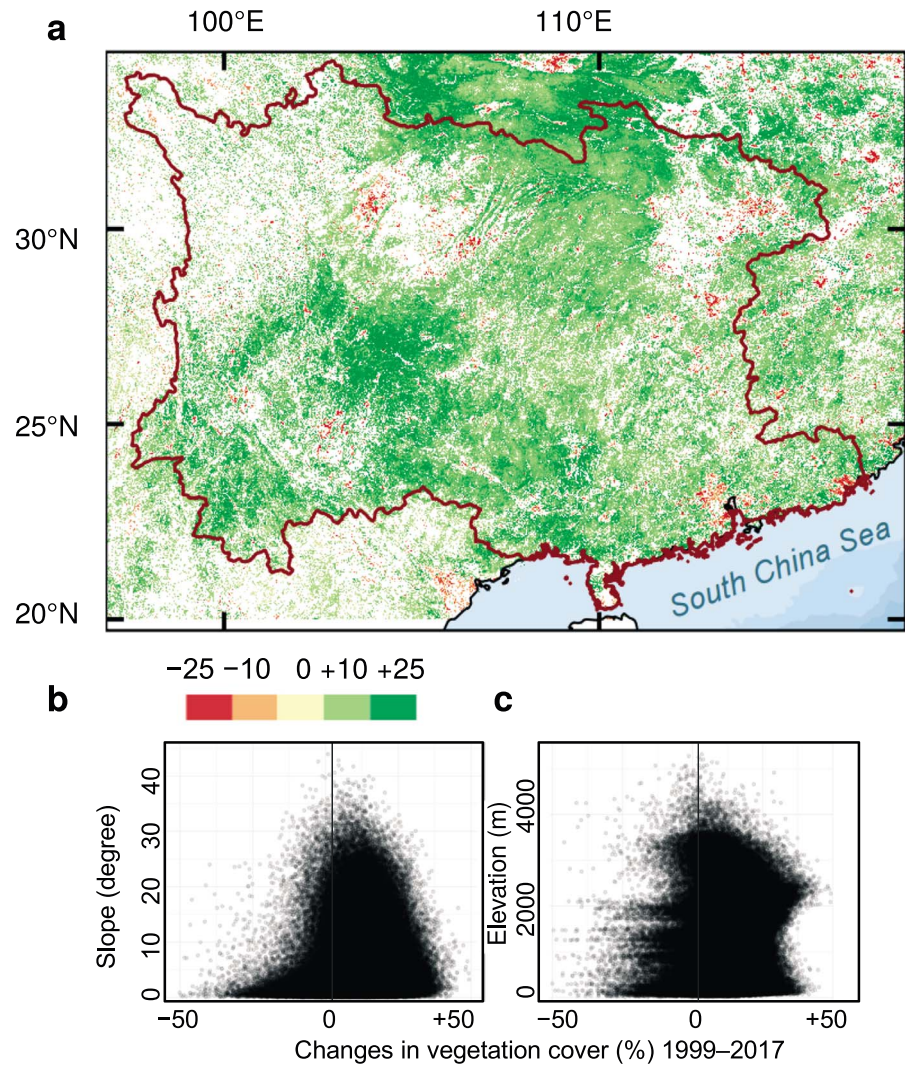 a
100°E 110°E
30°N
25°N
20°N
South China Sea
−25 −10 0 +10 +25
b
Slope (degree)
40
30
20
10
0
−50 0 +50
c
Elevation (m)
4000
2000
0
−50 0 +50
Changes in vegetation cover (%) 1999–2017